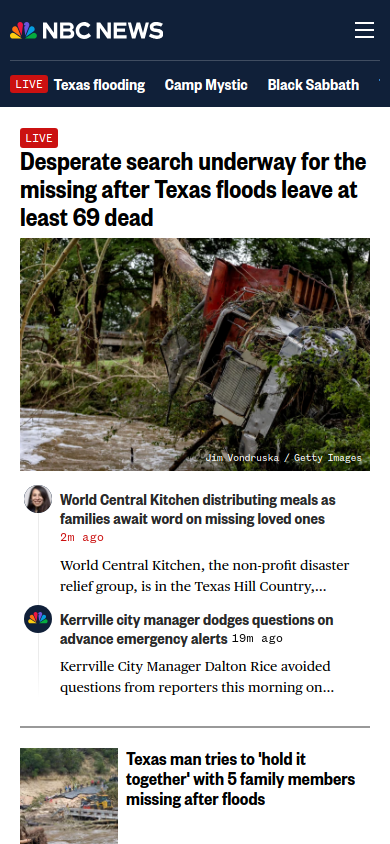 NBC NEWS
LIVE Texas flooding Camp Mystic Black Sabbath
LIVE
Desperate search underway for the
missing after Texas floods leave at
least 69 dead
Jim Vondruska / Getty Images
World Central Kitchen distributing meals as
families await word on missing loved ones
2m ago
World Central Kitchen, the non-profit disaster
relief group, is in the Texas Hill Country,...
Kerrville city manager dodges questions on
advance emergency alerts 19m ago
Kerrville City Manager Dalton Rice avoided
questions from reporters this morning on...
Texas man tries to 'hold it
together' with 5 family members
missing after floods